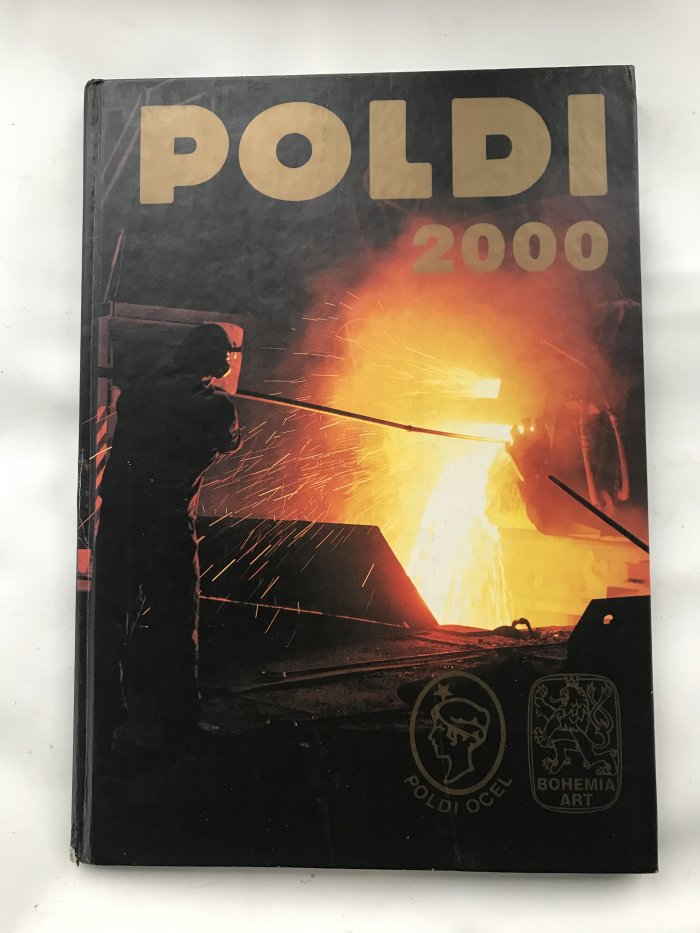 POLDI
2000
POLDI OCEL
BOHEMIA
ART